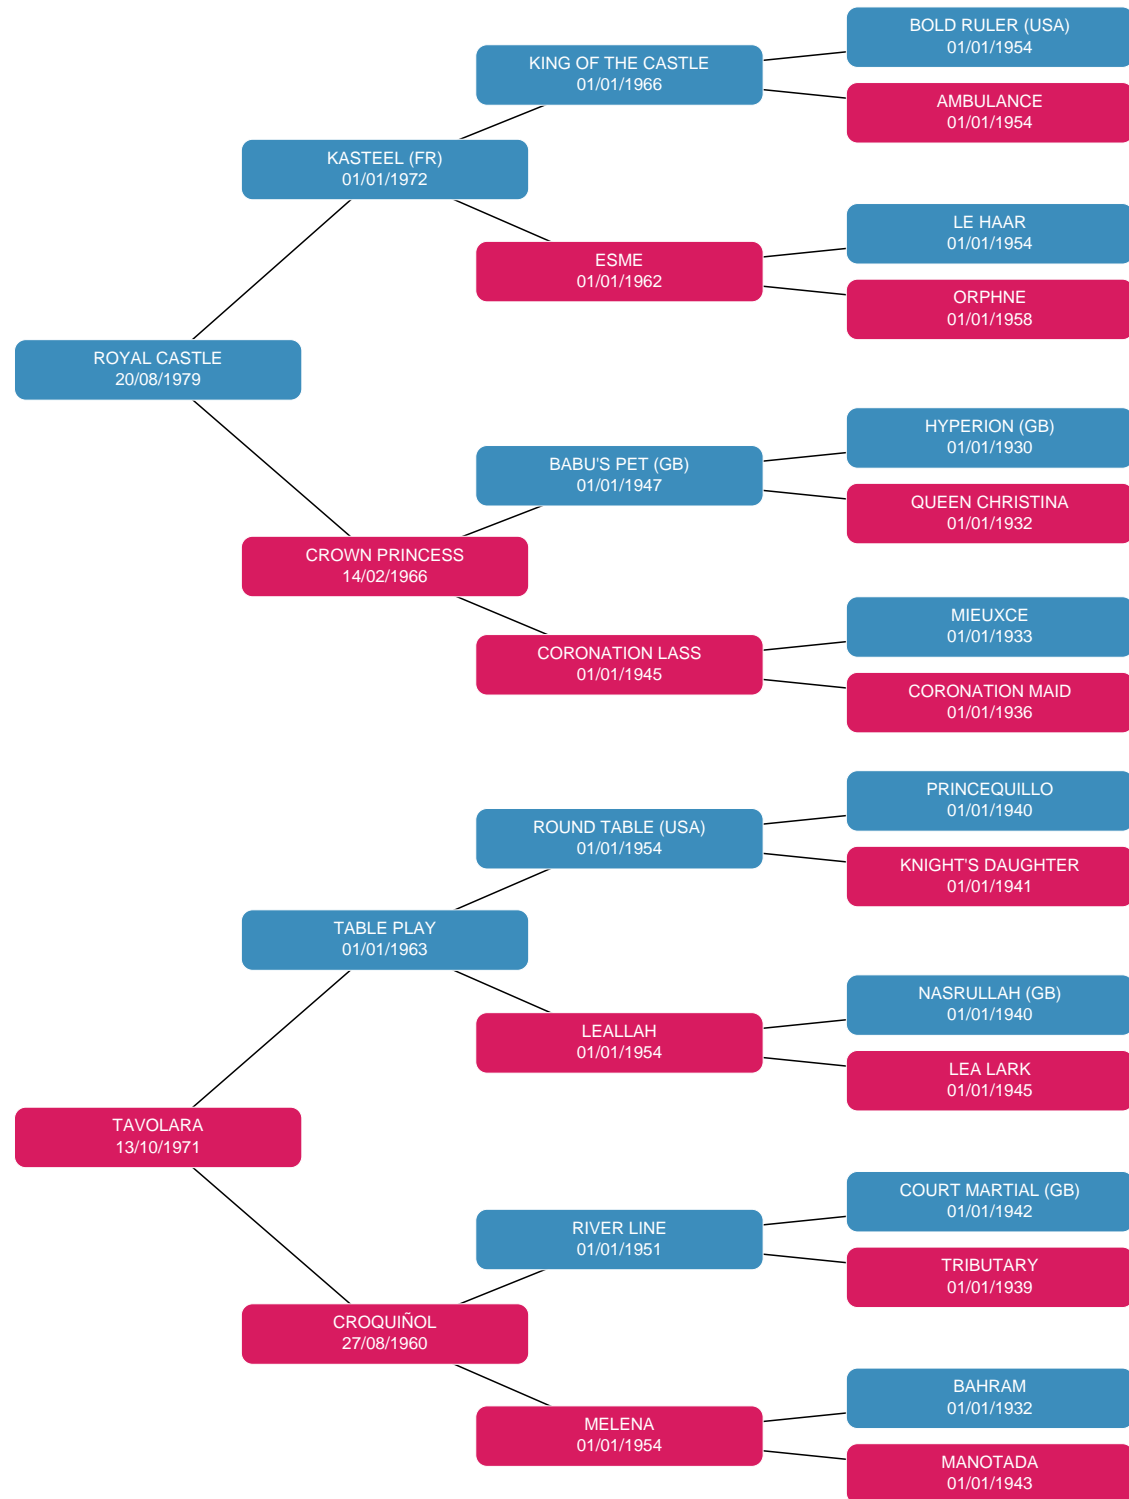 BOLD RULER (USA)
01/01/1954
KING OF THE CASTLE
01/01/1966
AMBULANCE
01/01/1954
KASTEEL (FR)
01/01/1972
LE HAAR
01/01/1954
ESME
01/01/1962
ORPHNE
01/01/1958
ROYAL CASTLE
20/08/1979
HYPERION (GB)
01/01/1930
BABU'S PET (GB)
01/01/1947
QUEEN CHRISTINA
01/01/1932
CROWN PRINCESS
14/02/1966
MIEUXCE
01/01/1933
CORONATION LASS
01/01/1945
CORONATION MAID
01/01/1936
PRINCEQUILLO
01/01/1940
ROUND TABLE (USA)
01/01/1954
KNIGHT'S DAUGHTER
01/01/1941
TABLE PLAY
01/01/1963
NASRULLAH (GB)
01/01/1940
LEALLAH
01/01/1954
LEA LARK
01/01/1945
TAVOLARA
13/10/1971
COURT MARTIAL (GB)
01/01/1942
RIVER LINE
01/01/1951
TRIBUTARY
01/01/1939
CROQUIÑOL
27/08/1960
BAHRAM
01/01/1932
MELENA
01/01/1954
MANOTADA
01/01/1943